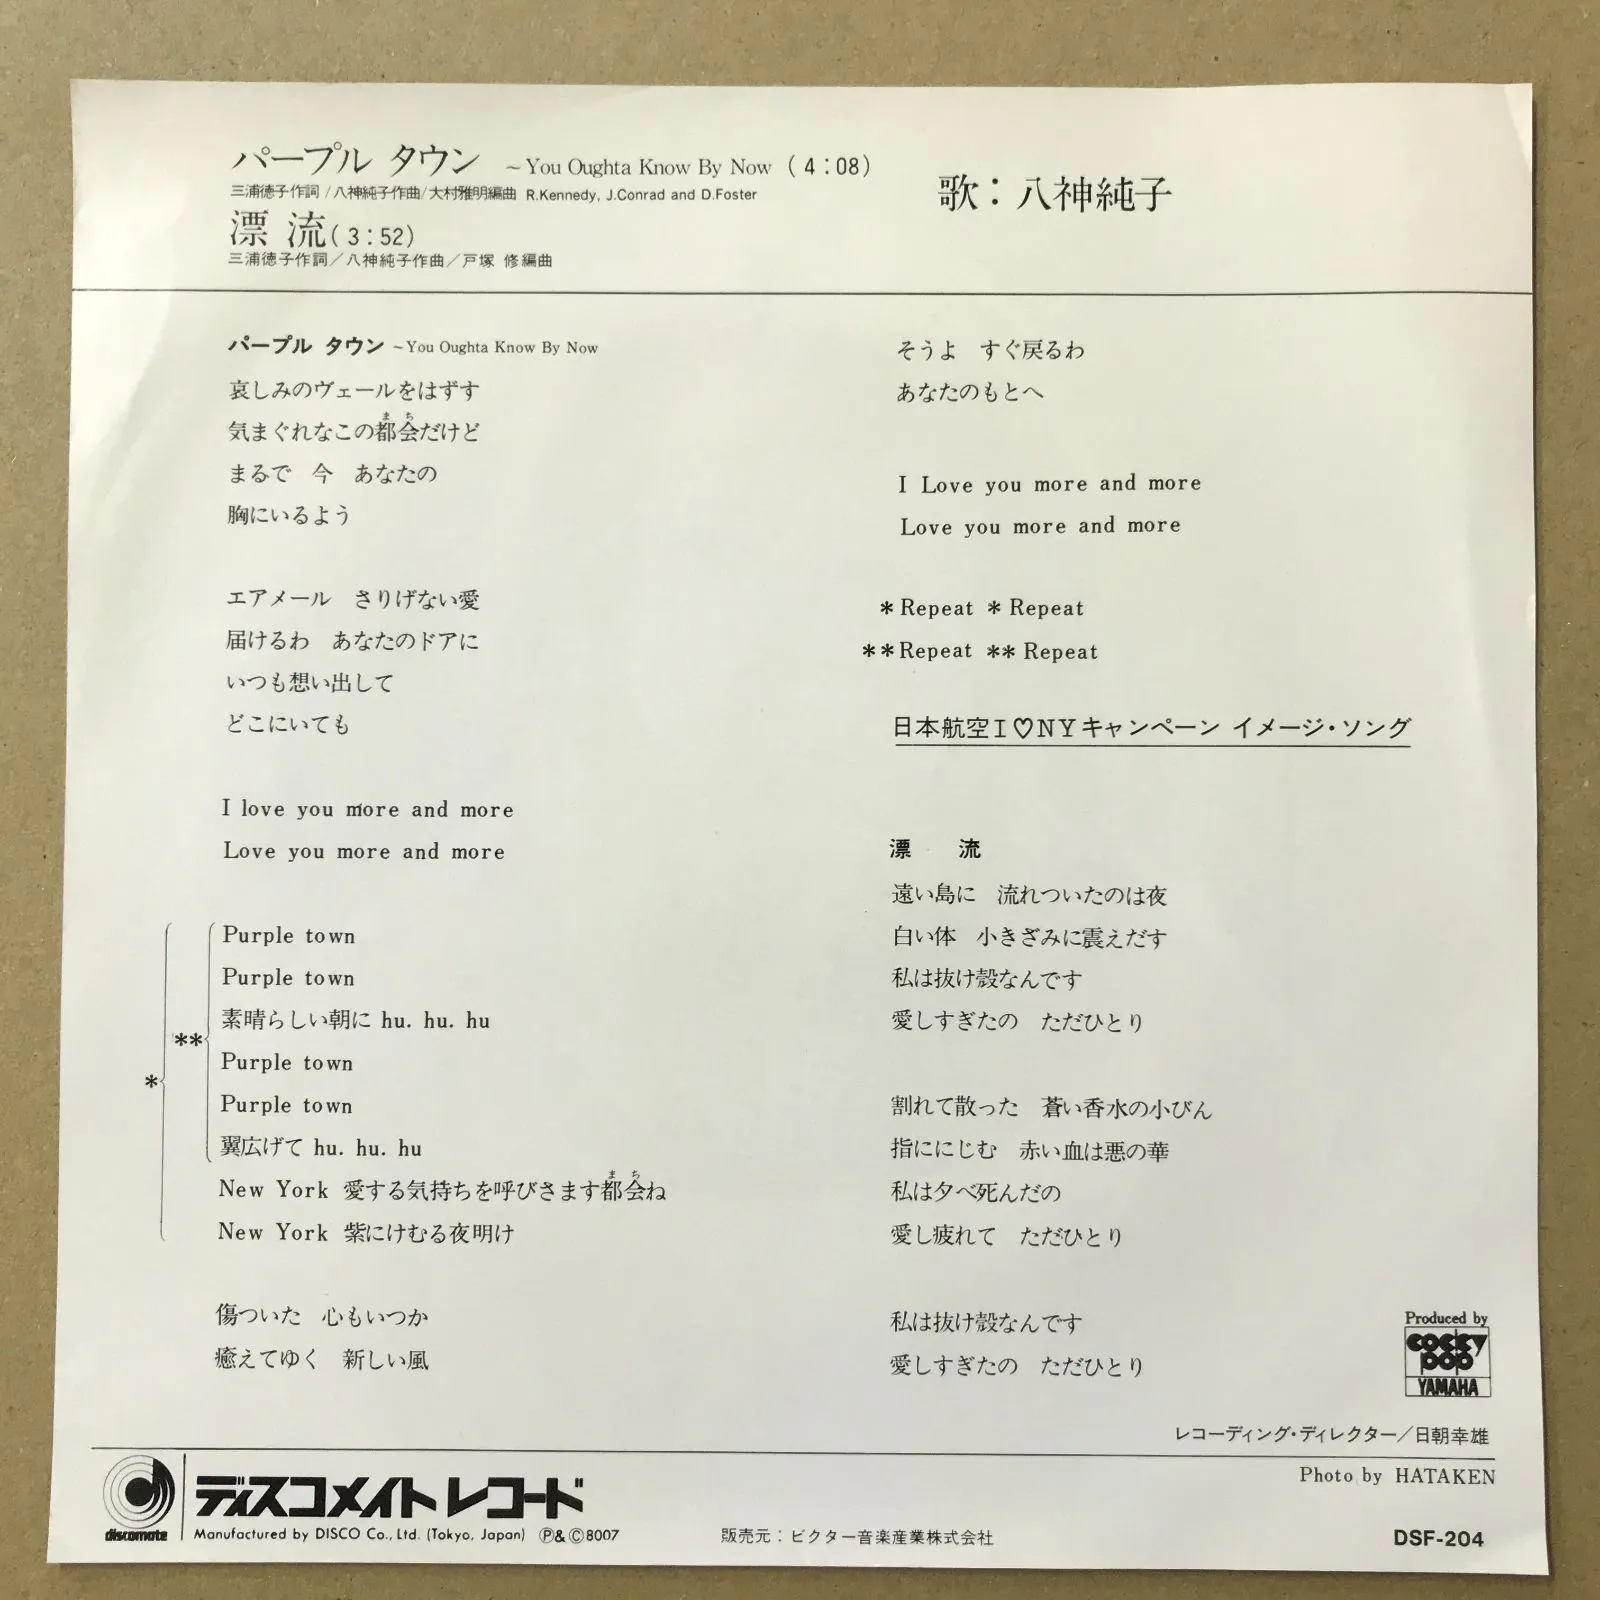 パープル タウン ～You Oughta Know By Now (4:08)
三浦徳子作詞/八神純子作曲/大村雅明編曲 R.Kennedy, J.Conrad and D.Foster
漂 流(3:52)
三浦徳子作詞／八神純子作曲／戸塚 修編曲
歌：八神純子
パープル タウン ～You Oughta Know By Now
哀しみのヴェールをはずす
気まぐれなこの都会だけど
まち
まるで 今 あなたの
胸にいるよう
エアメール さりげない愛
届けるわ あなたのドアに
いつも想い出して
どこにいても
I love you more and more
Love you more and more
Purple town
Purple town
素晴らしい朝に hu. hu. hu
**
Purple town
*
Purple town
翼広げて hu. hu. hu
まち
New York 愛する気持ちを呼びさます都会ね
New York 紫にけむる夜明け
傷ついた 心もいつか
癒えてゆく 新しい風
そうよ すぐ戻るわ
あなたのもとへ
I Love you more and more
Love you more and more
*Repeat *Repeat
**Repeat **Repeat
日本航空I♡NYキャンペーン イメージ・ソング
漂 流
遠い島に 流れついたのは夜
白い体 小きざみに震えだす
私は抜け殻なんです
愛しすぎたの ただひとり
割れて散った 蒼い香水の小びん
指ににじむ 赤い血は悪の華
私は夕べ死んだの
愛し疲れて ただひとり
私は抜け殻なんです
愛しすぎたの ただひとり
Produced by
cocky
pop
YAMAHA
レコーディング・ディレクター／日朝幸雄
Photo by HATAKEN
discomate
ディスコメイト レコード
Manufactured by DISCO Co., Ltd. (Tokyo, Japan) Ⓟ&Ⓒ8007
販売元：ビクター音楽産業株式会社
DSF-204